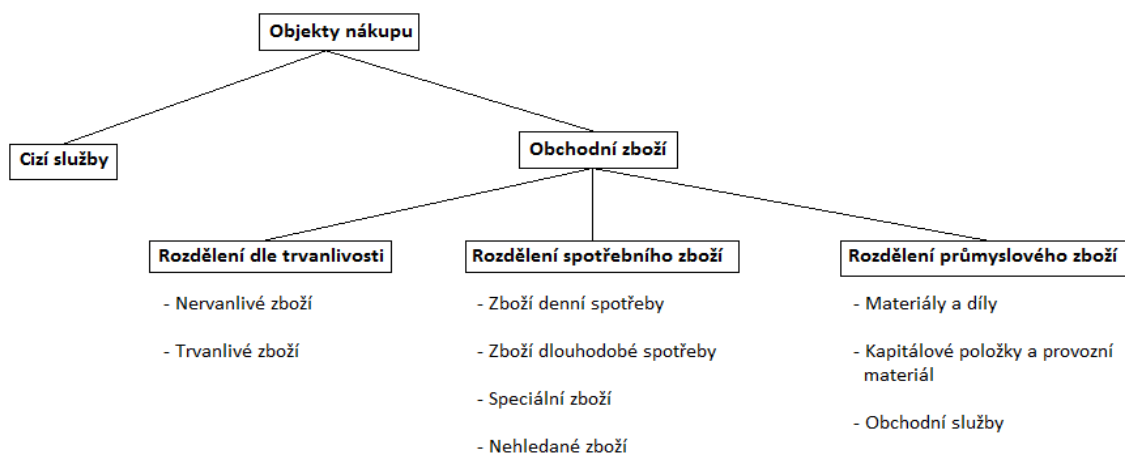 Objekty nákupu
Cizí služby
Obchodní zboží
Rozdělení dle trvanlivosti
- Nervanlivé zboží
- Trvanlivé zboží
Rozdělení spotřebního zboží
- Zboží denní spotřeby
- Zboží dlouhodobé spotřeby
- Speciální zboží
- Nehledané zboží
Rozdělení průmyslového zboží
- Materiály a díly
- Kapitálové položky a provozní
materiál
- Obchodní služby